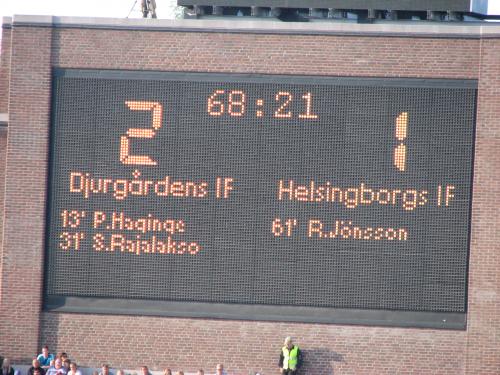 68:21
2 1
Djurgårdens IF Helsingborgs IF
13' P.Haginge 61' R.Jönsson
31' S.Rajalakso